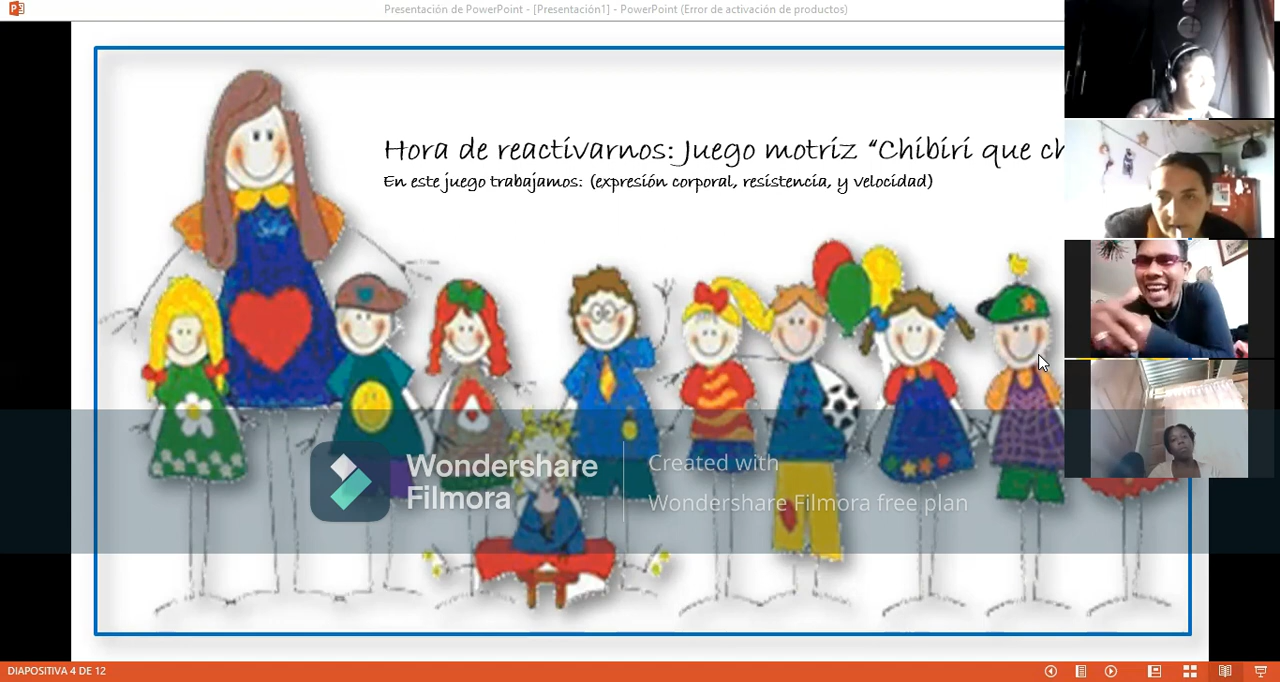 Presentación de PowerPoint - [Presentación1] - PowerPoint (Error de activación de productos)
Hora de reactivarnos: Juego motriz “Chibiri que ch
En este juego trabajamos: (expresión corporal, resistencia, y velocidad)
Wondershare
Filmora
Created with
Wondershare Filmora free plan
DIAPOSITIVA 4 DE 12